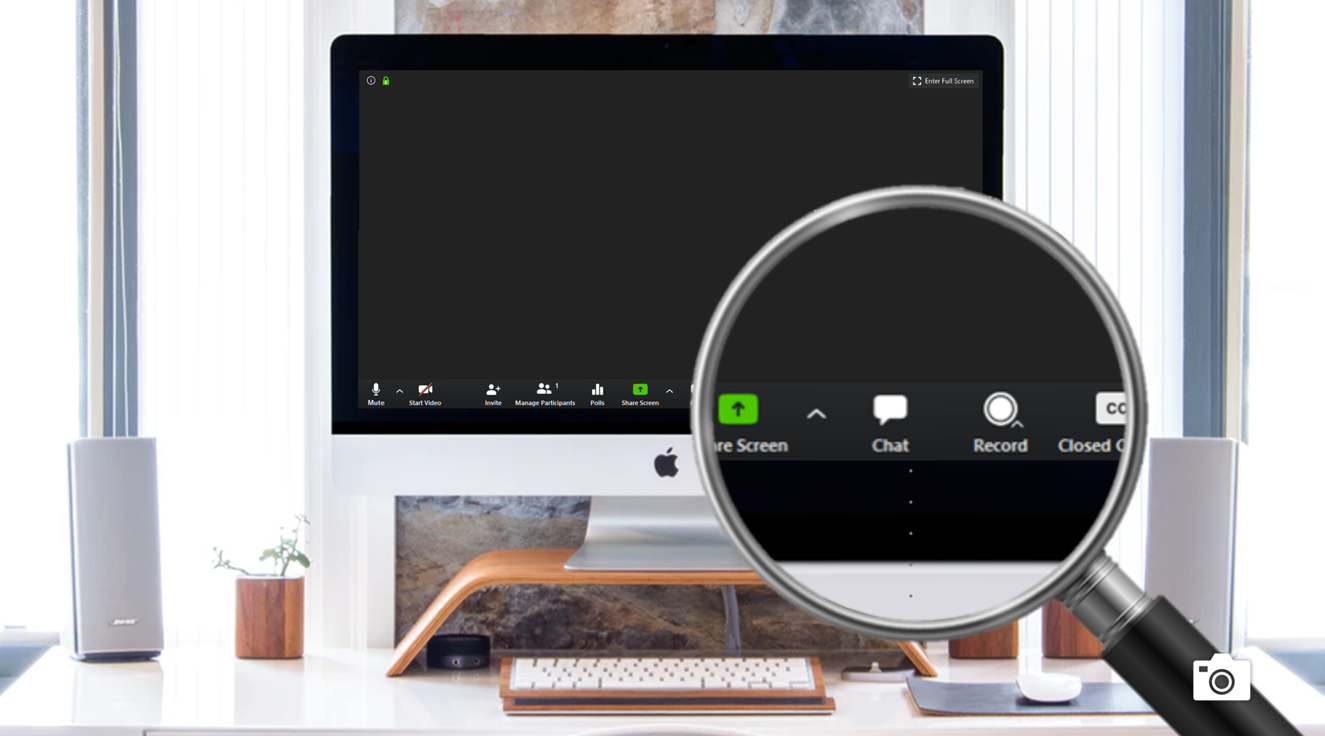 Enter Full Screen
1
Mute
Start Video
Invite
Manage Participants
Polls
Share Screen
re Screen
Chat
Record
CC
Closed C
BOSE